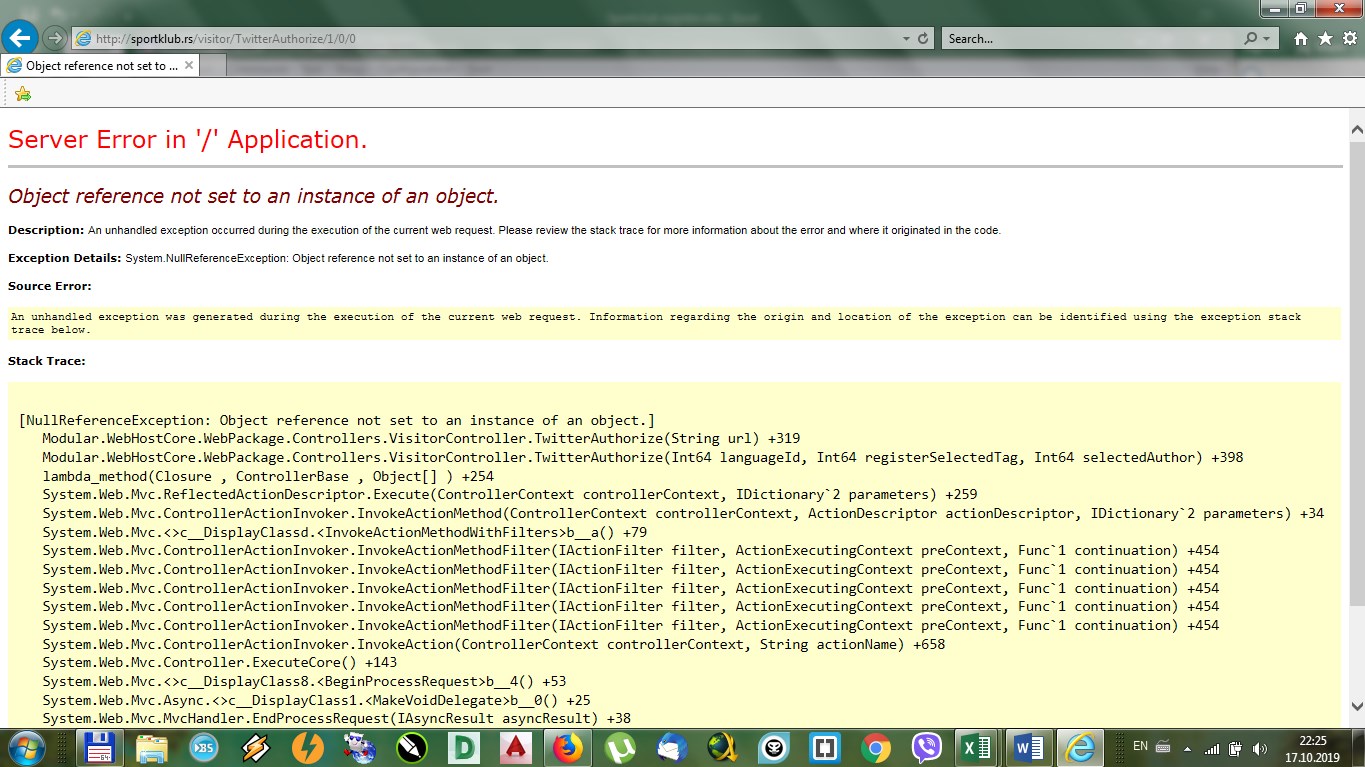 http://sportklub.rs/visitor/TwitterAuthorize/1/0/0
Search...
Object reference not set to ...
Server Error in '/' Application.
Object reference not set to an instance of an object.
Description: An unhandled exception occurred during the execution of the current web request. Please review the stack trace for more information about the error and where it originated in the code.
Exception Details: System.NullReferenceException: Object reference not set to an instance of an object.
Source Error:
An unhandled exception was generated during the execution of the current web request. Information regarding the origin and location of the exception can be identified using the exception stack
trace below.
Stack Trace:
[NullReferenceException: Object reference not set to an instance of an object.]
Modular.WebHostCore.WebPackage.Controllers.VisitorController.TwitterAuthorize(String url) +319
Modular.WebHostCore.WebPackage.Controllers.VisitorController.TwitterAuthorize(Int64 languageId, Int64 registerSelectedTag, Int64 selectedAuthor) +398
lambda_method(Closure , ControllerBase , Object[] ) +254
System.Web.Mvc.ReflectedActionDescriptor.Execute(ControllerContext controllerContext, IDictionary`2 parameters) +259
System.Web.Mvc.ControllerActionInvoker.InvokeActionMethod(ControllerContext controllerContext, ActionDescriptor actionDescriptor, IDictionary`2 parameters) +34
System.Web.Mvc.<>c__DisplayClassd.<InvokeActionMethodWithFilters>b__a() +79
System.Web.Mvc.ControllerActionInvoker.InvokeActionMethodFilter(IActionFilter filter, ActionExecutingContext preContext, Func`1 continuation) +454
System.Web.Mvc.ControllerActionInvoker.InvokeActionMethodFilter(IActionFilter filter, ActionExecutingContext preContext, Func`1 continuation) +454
System.Web.Mvc.ControllerActionInvoker.InvokeActionMethodFilter(IActionFilter filter, ActionExecutingContext preContext, Func`1 continuation) +454
System.Web.Mvc.ControllerActionInvoker.InvokeActionMethodFilter(IActionFilter filter, ActionExecutingContext preContext, Func`1 continuation) +454
System.Web.Mvc.ControllerActionInvoker.InvokeActionMethodFilter(IActionFilter filter, ActionExecutingContext preContext, Func`1 continuation) +454
System.Web.Mvc.ControllerActionInvoker.InvokeAction(ControllerContext controllerContext, String actionName) +658
System.Web.Mvc.Controller.ExecuteCore() +143
System.Web.Mvc.<>c__DisplayClass8.<BeginProcessRequest>b__4() +53
System.Web.Mvc.Async.<>c__DisplayClass1.<MakeVoidDelegate>b__0() +25
System.Web.Mvc.MvcHandler.EndProcessRequest(IAsyncResult asyncResult) +38
EN
22:25
17.10.2019